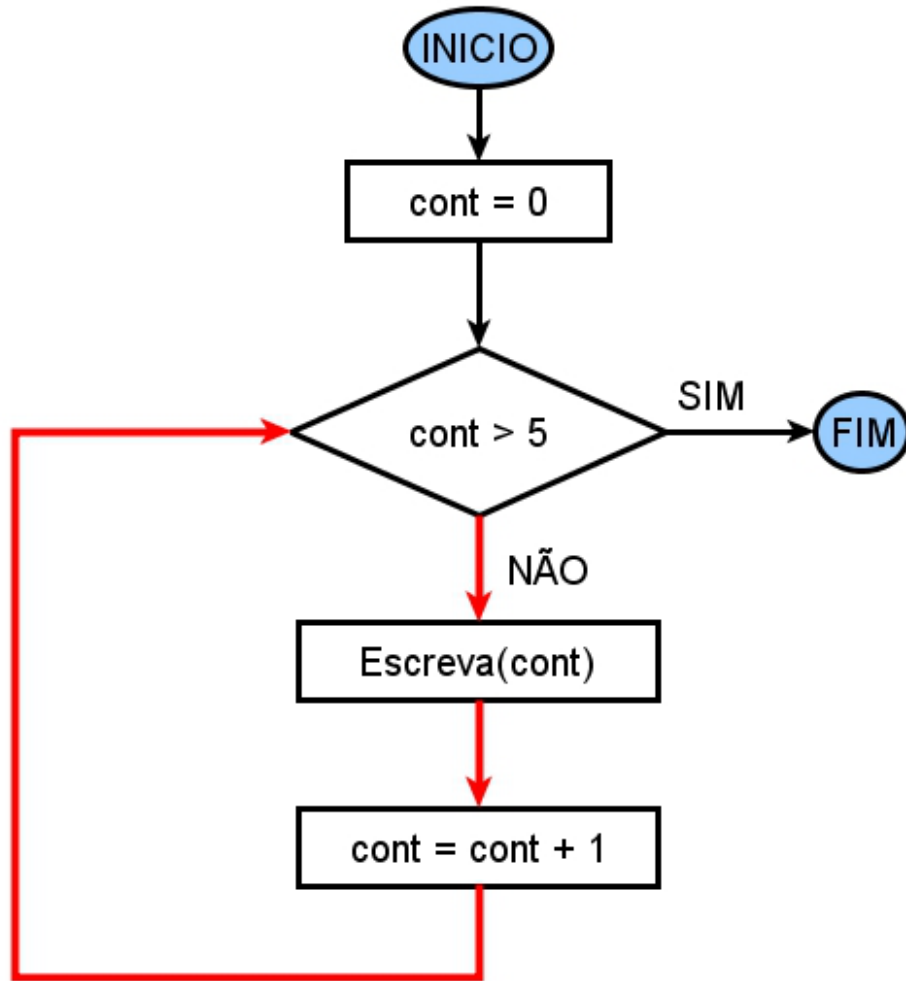 INICIO
cont = 0
cont > 5
SIM
FIM
NÃO
Escreva(cont)
cont = cont + 1